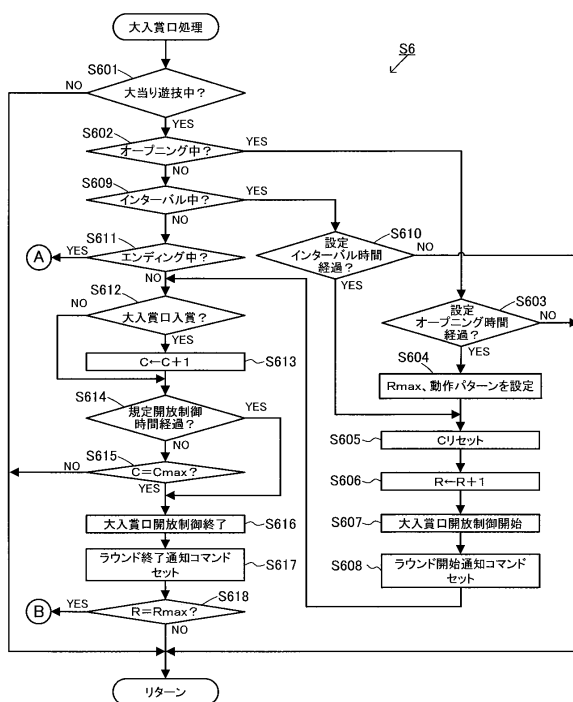 大入賞口処理
S6
S601
大当り遊技中?
NO
YES
S602
オープニング中?
YES
NO
S609
インターバル中?
YES
NO
S610
設定
インターバル時間
経過?
NO
YES
S611
エンディング中?
YES
A
NO
S603
設定
オープニング時間
経過?
NO
YES
S612
大入賞口入賞?
NO
YES
S604
Rmax、動作パターンを設定
C←C+1
S613
S614
規定開放制御
時間経過?
YES
NO
S605
Cリセット
S615
C=Cmax?
NO
YES
S606
R←R+1
大入賞口開放制御終了
S616
S607
大入賞口開放制御開始
ラウンド終了通知コマンド
セット
S617
S608
ラウンド開始通知コマンド
セット
S618
R=Rmax?
YES
B
NO
リターン